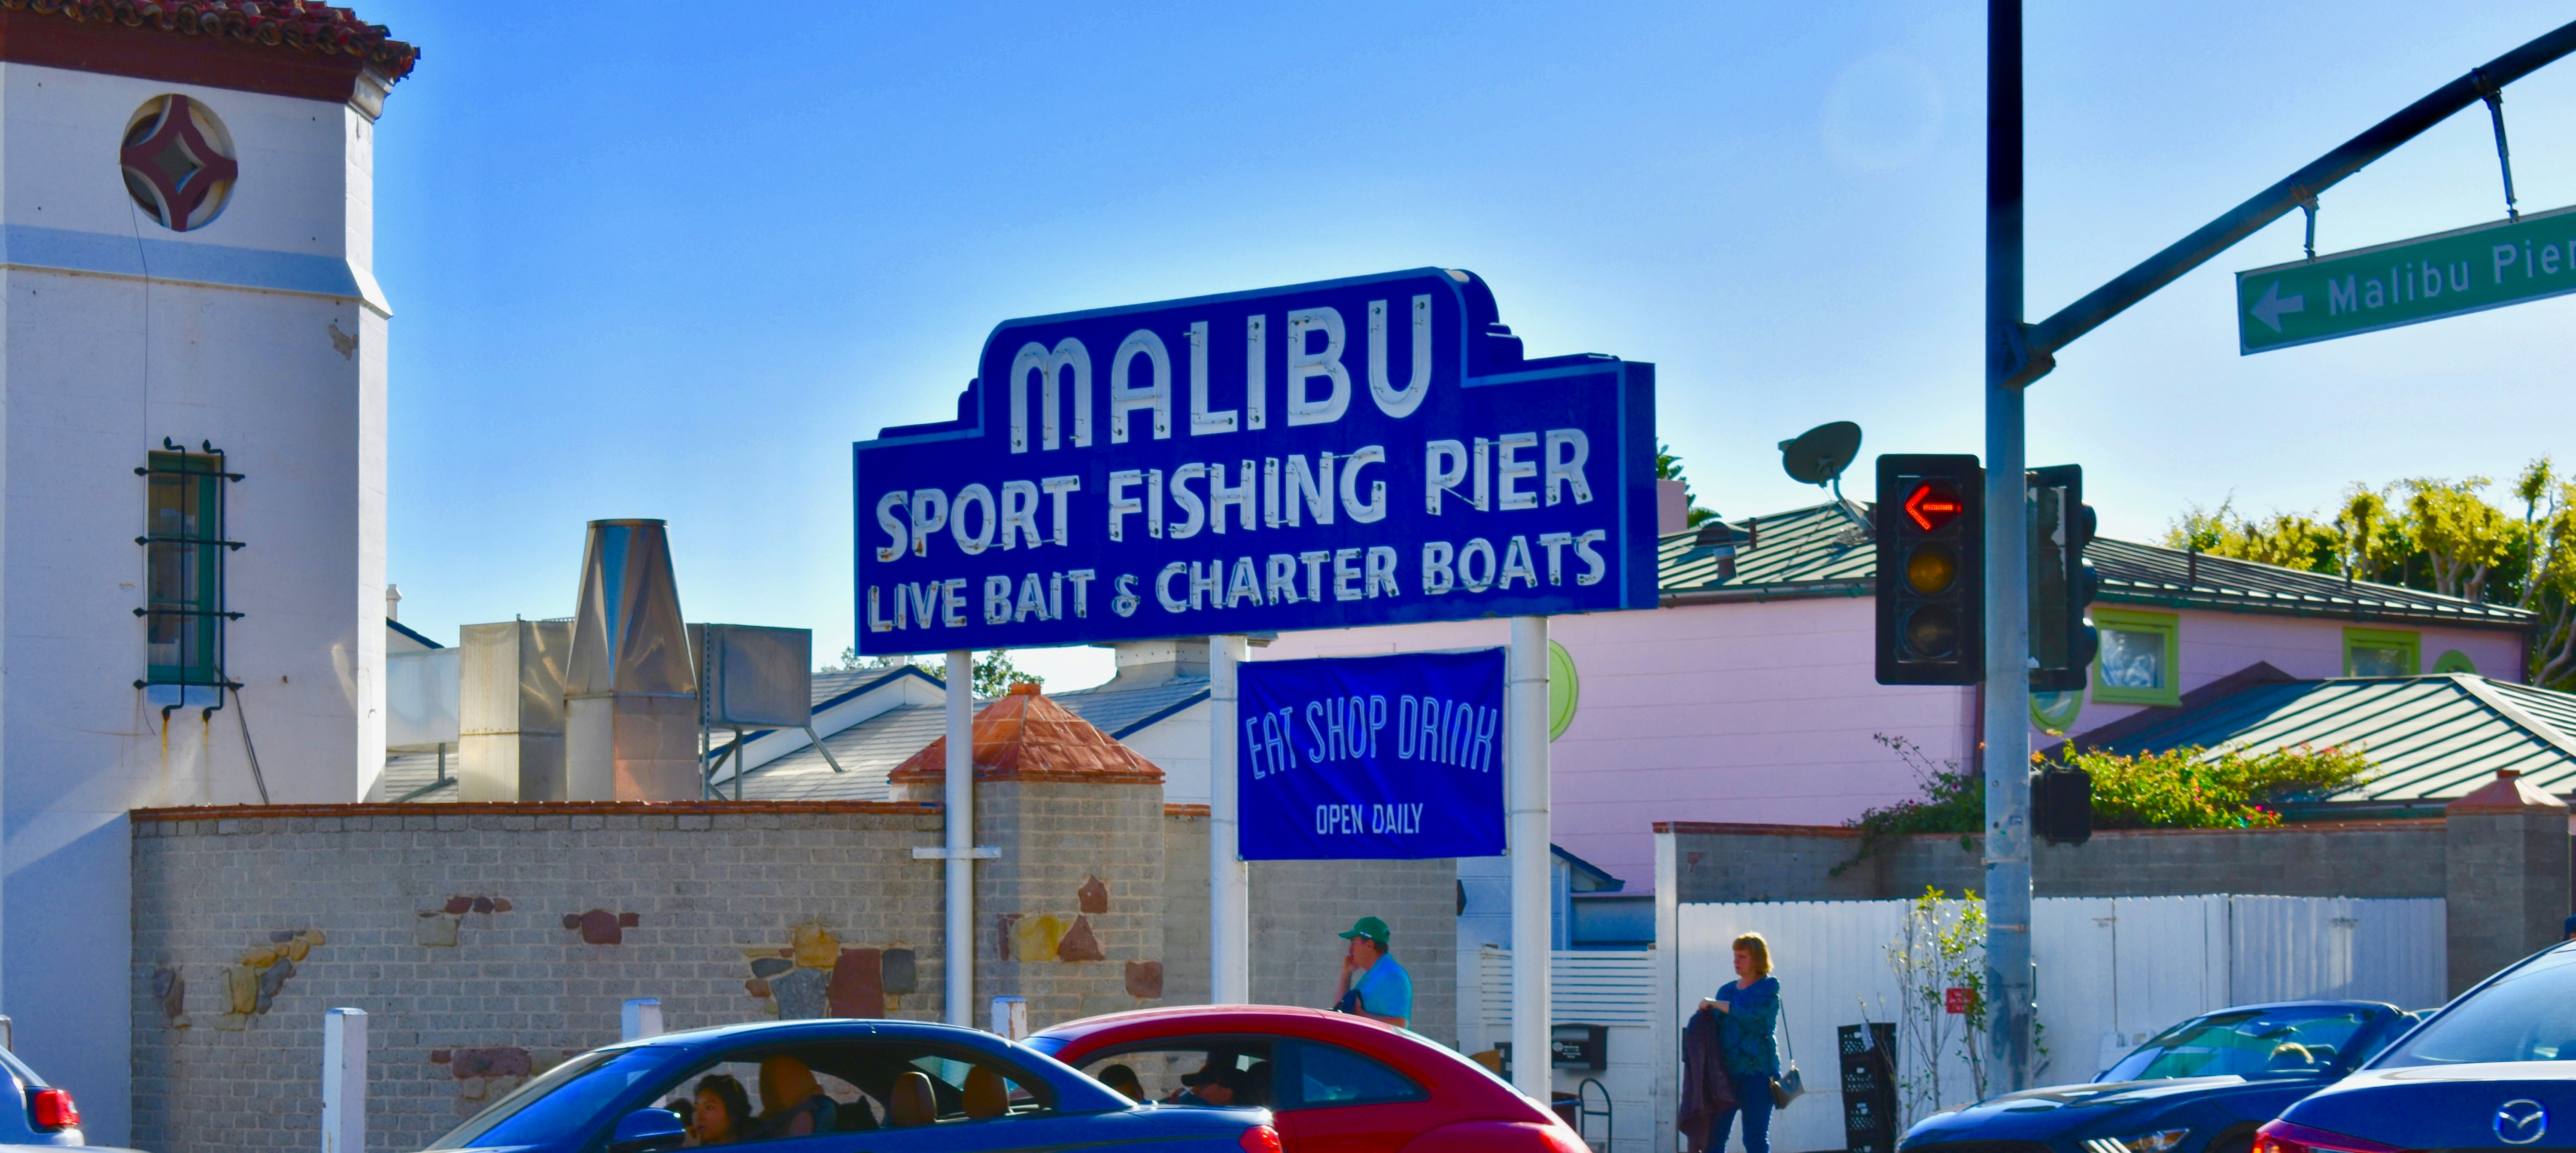 MALIBU
SPORT FISHING PIER
LIVE BAIT & CHARTER BOATS
EAT SHOP DRINK
OPEN DAILY
Malibu Pier